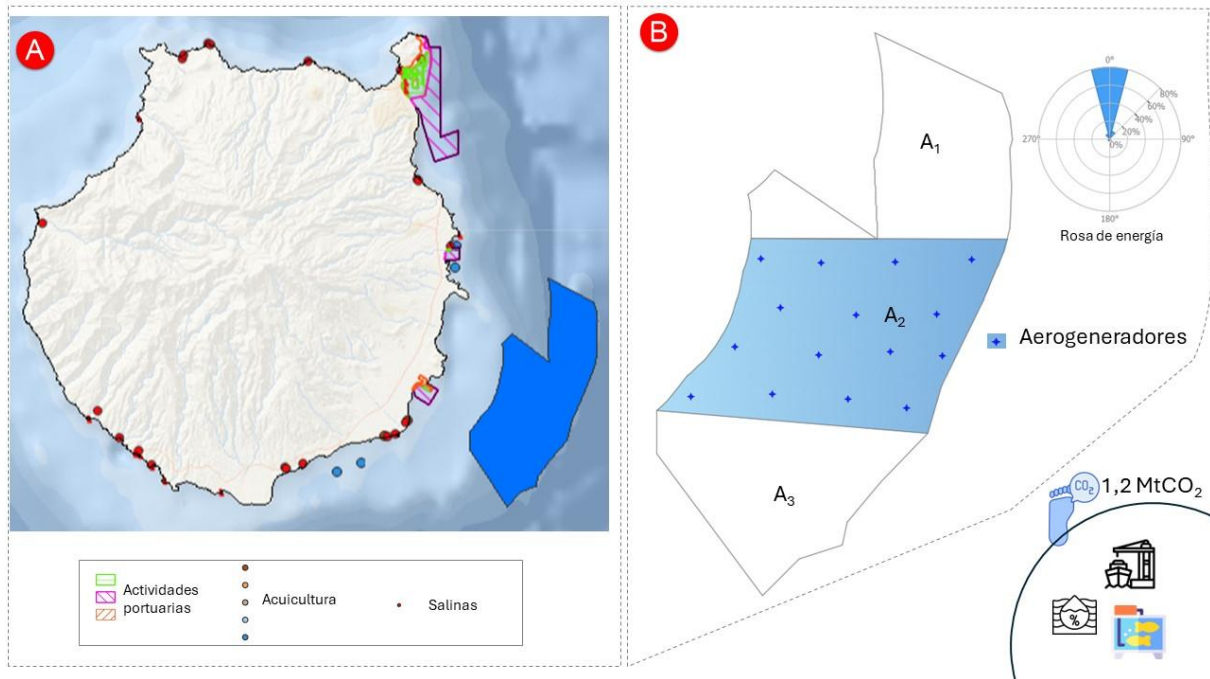 A
Actividades
portuarias
Acuicultura
Salinas
B
A1
A2
A3
0°
80%
60%
40%
20%
0%
270°
90°
180°
Rosa de energía
Aerogeneradores
CO2
1,2 MtCO2
%